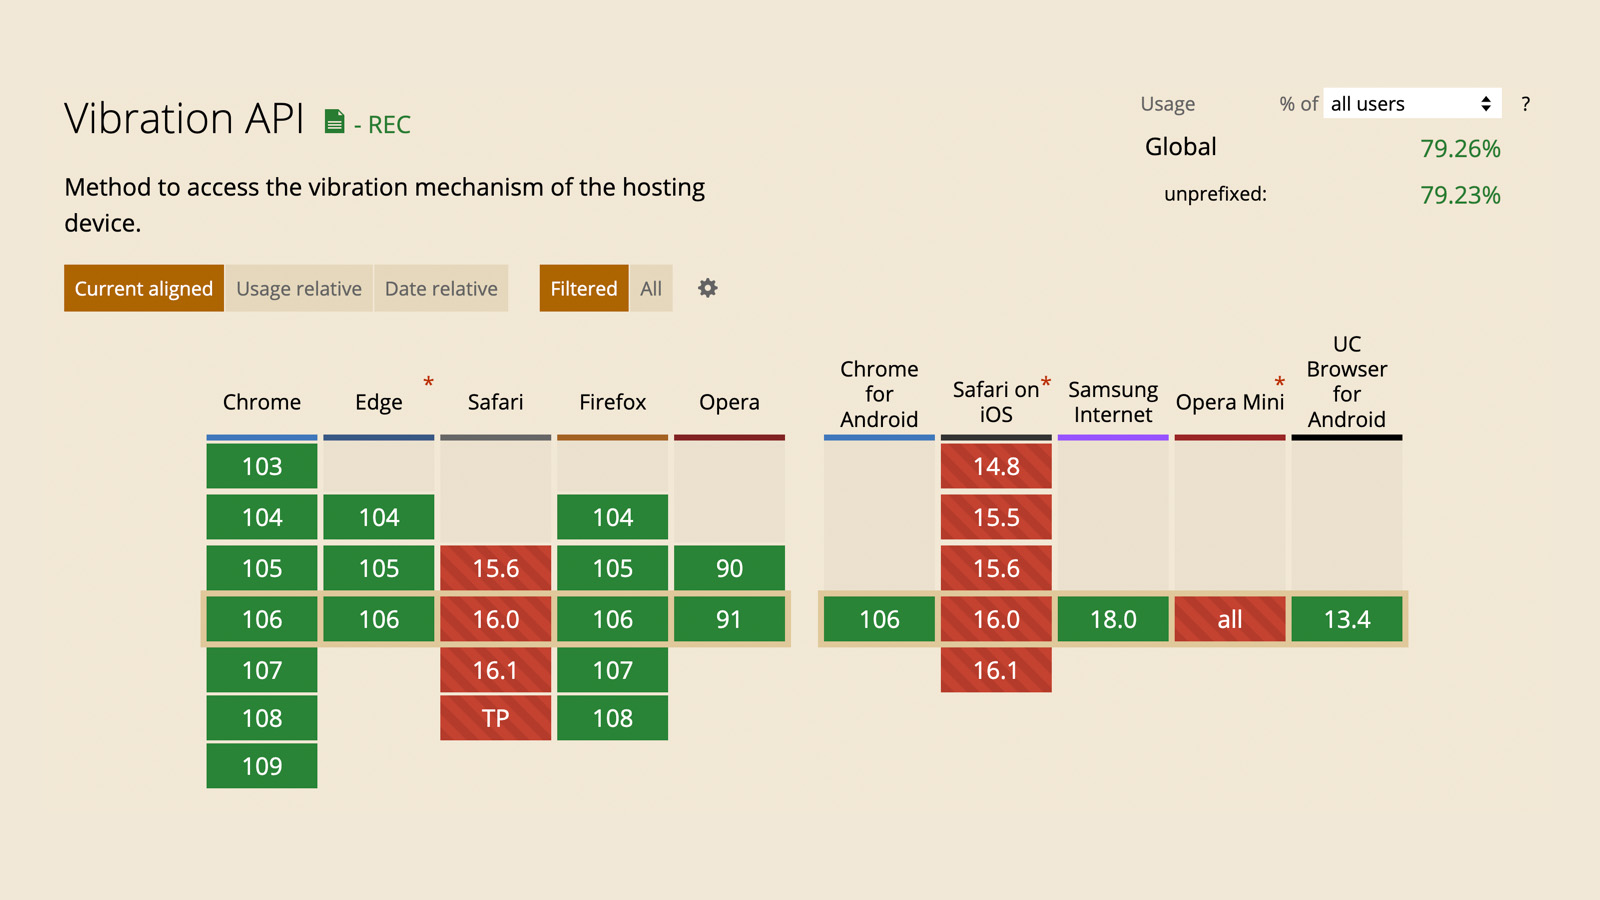 Vibration API - REC
Usage % of all users ?
Global 79.26%
unprefixed: 79.23%
Method to access the vibration mechanism of the hosting
device.
Current aligned Usage relative Date relative Filtered All
Chrome
Edge *
Safari
Firefox
Opera
Chrome
for
Android
Safari on *
iOS
Samsung
Internet
Opera Mini *
UC
Browser
for
Android
103 14.8
104 104 104 15.5
105 105 15.6 105 90 15.6
106 106 16.0 106 91 106 16.0 18.0 all 13.4
107 16.1 107 16.1
108 TP 108
109